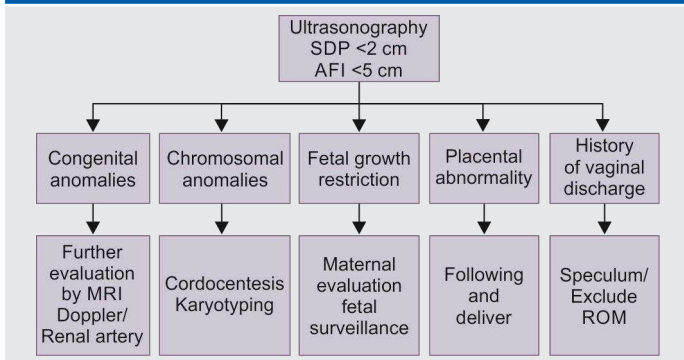 Ultrasonography
SDP <2 cm
AFI <5 cm
Congenital
anomalies
Chromosomal
anomalies
Fetal growth
restriction
Placental
abnormality
History
of vaginal
discharge
Further
evaluation
by MRI
Doppler/
Renal artery
Cordocentesis
Karyotyping
Maternal
evaluation
fetal
surveillance
Following
and
deliver
Speculum/
Exclude
ROM